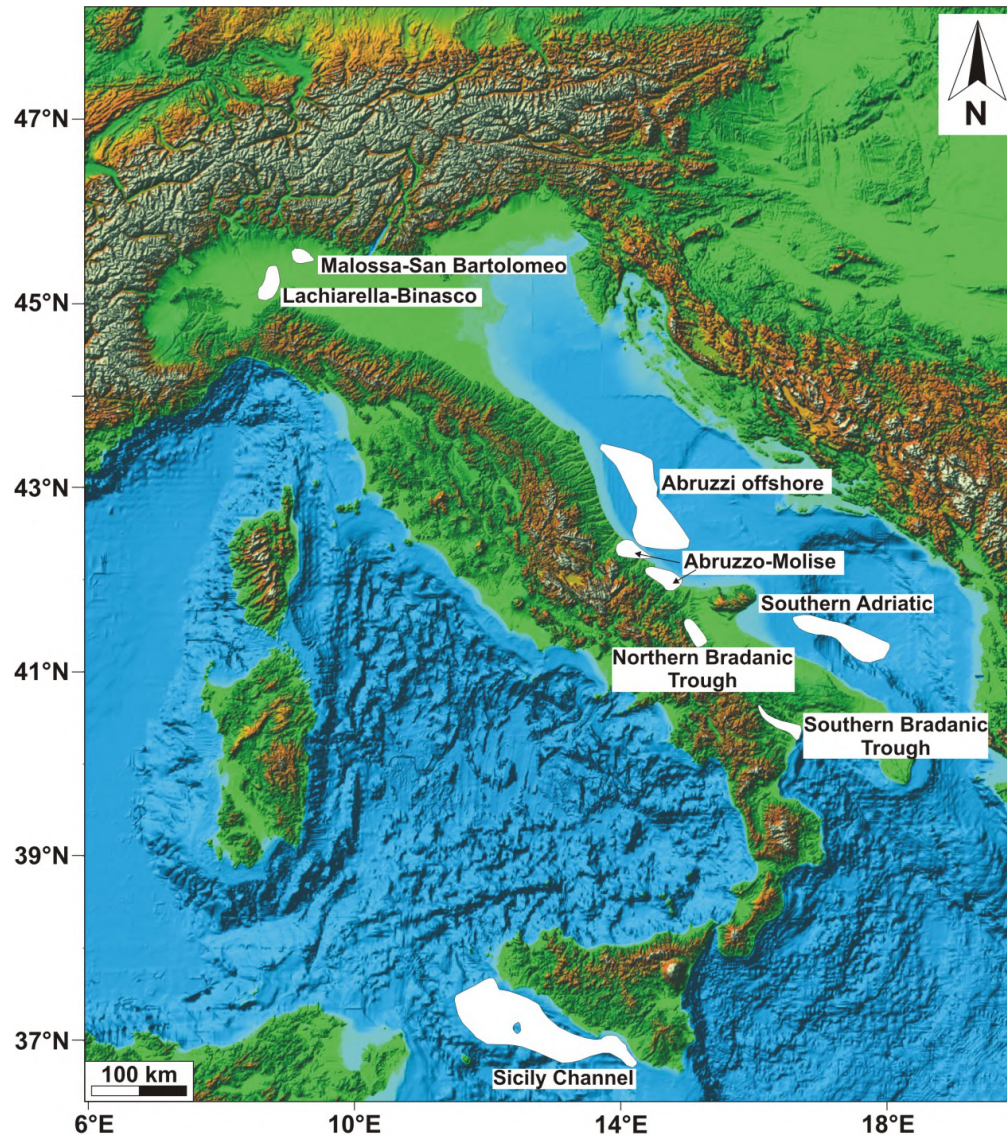 N
47°N
Malossa-San Bartolomeo
45°N
Lachiarella-Binasco
43°N
Abruzzi offshore
Abruzzo-Molise
Southern Adriatic
41°N
Northern Bradanic
Trough
Southern Bradanic
Trough
39°N
37°N
Sicily Channel
100 km
6°E
10°E
14°E
18°E